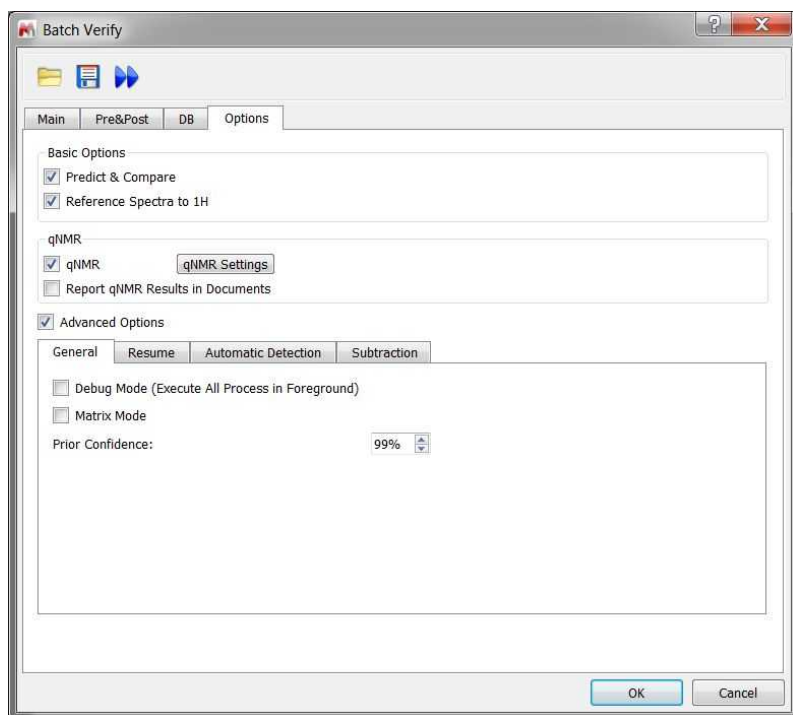 Batch Verify
Main Pre&Post DB Options
Basic Options
Predict & Compare
Reference Spectra to 1H
qNMR
qNMR qNMR Settings
Report qNMR Results in Documents
Advanced Options
General Resume Automatic Detection Subtraction
Debug Mode (Execute All Process in Foreground)
Matrix Mode
Prior Confidence: 99%
OK Cancel